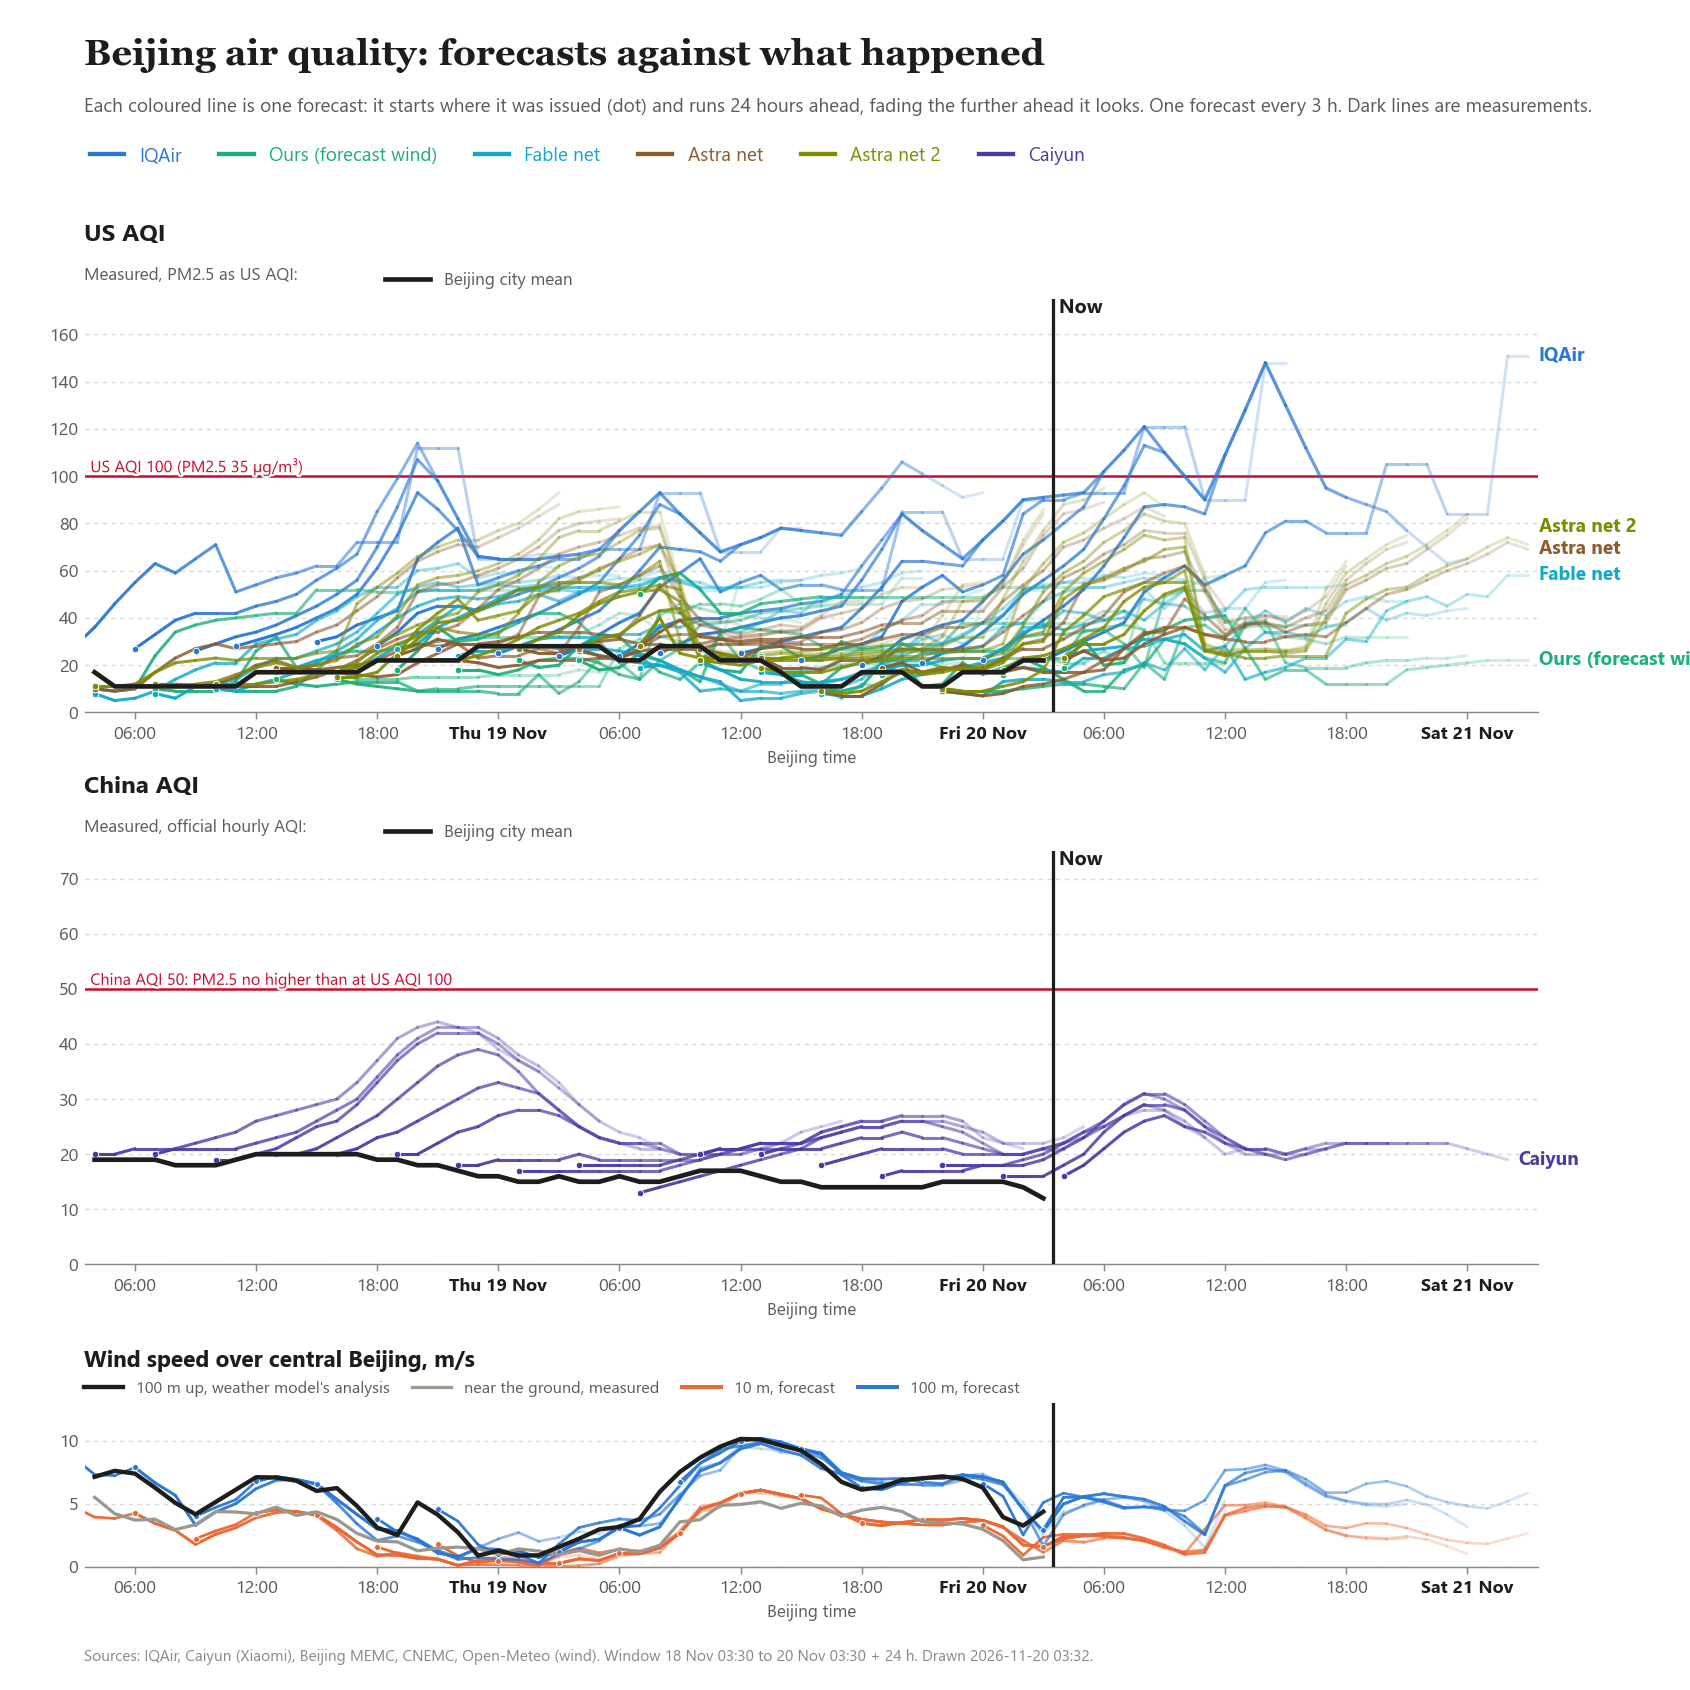 Beijing air quality: forecasts against what happened
Each coloured line is one forecast: it starts where it was issued (dot) and runs 24 hours ahead, fading the further ahead it looks. One forecast every 3 h. Dark lines are measurements.
IQAir Ours (forecast wind) Fable net Astra net Astra net 2 Caiyun
US AQI
Measured, PM2.5 as US AQI: Beijing city mean
Now
160
140
120
100
80
60
40
20
0
US AQI 100 (PM2.5 35 µg/m³)
IQAir
Astra net 2
Astra net
Fable net
Ours (forecast wi
06:00 12:00 18:00 Thu 19 Nov 06:00 12:00 18:00 Fri 20 Nov 06:00 12:00 18:00 Sat 21 Nov
Beijing time
China AQI
Measured, official hourly AQI: Beijing city mean
Now
70
60
50
40
30
20
10
0
China AQI 50: PM2.5 no higher than at US AQI 100
Caiyun
06:00 12:00 18:00 Thu 19 Nov 06:00 12:00 18:00 Fri 20 Nov 06:00 12:00 18:00 Sat 21 Nov
Beijing time
Wind speed over central Beijing, m/s
100 m up, weather model's analysis near the ground, measured 10 m, forecast 100 m, forecast
10
5
0
06:00 12:00 18:00 Thu 19 Nov 06:00 12:00 18:00 Fri 20 Nov 06:00 12:00 18:00 Sat 21 Nov
Beijing time
Sources: IQAir, Caiyun (Xiaomi), Beijing MEMC, CNEMC, Open-Meteo (wind). Window 18 Nov 03:30 to 20 Nov 03:30 + 24 h. Drawn 2026-11-20 03:32.